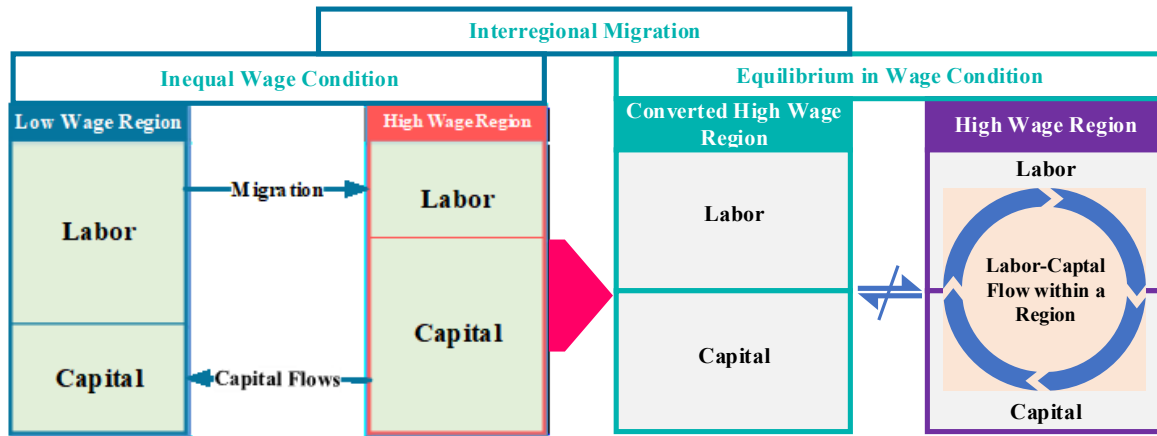 Interregional Migration
Inequal Wage Condition
Equilibrium in Wage Condition
Low Wage Region
High Wage Region
Converted High Wage
Region
High Wage Region
Labor
Capital
Migration
Capital Flows
Labor
Capital
Labor
Capital
Labor
Labor-Captal
Flow within a
Region
Capital